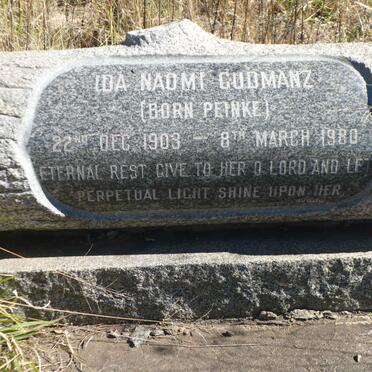 IDA NAOMI GUDMANZ
(BORN PEINKE)
22ND DEC 1903 - 8TH MARCH 1980
ETERNAL REST GIVE TO HER O LORD AND LET
PERPETUAL LIGHT SHINE UPON HER